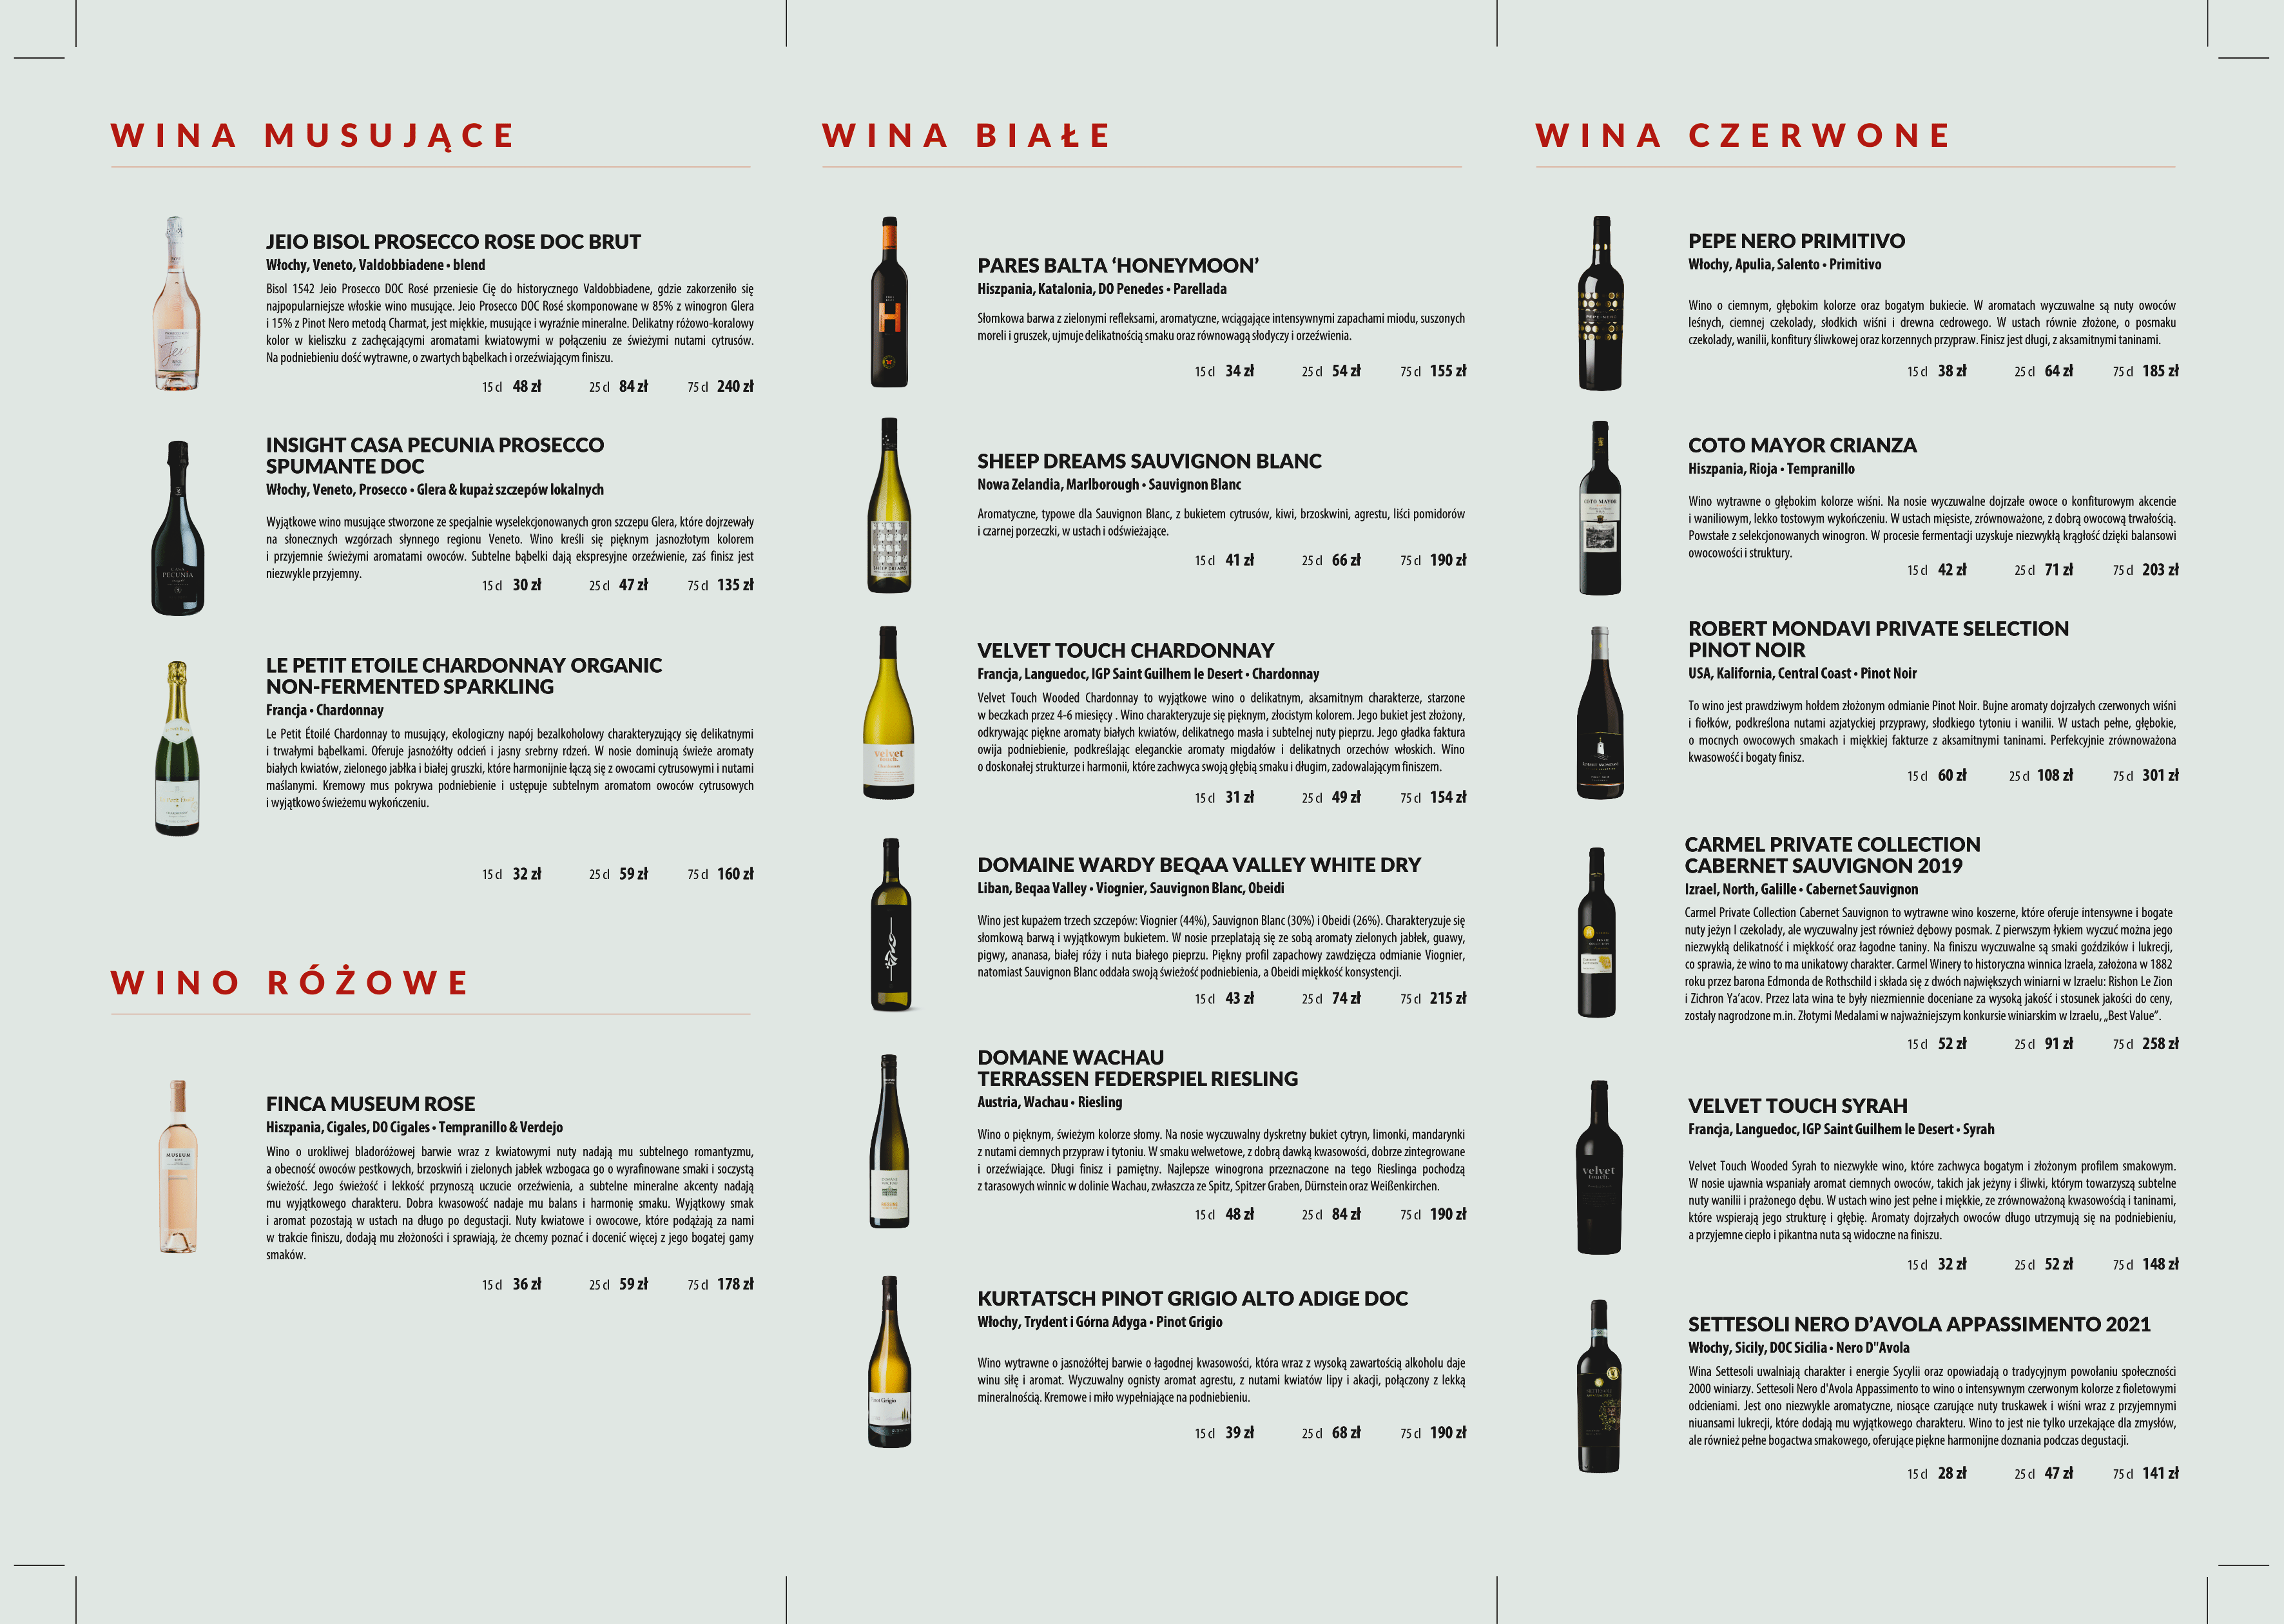 WINA MUSUJĄCE
JEIO BISOL PROSECCO ROSE DOC BRUT
Włochy, Veneto, Valdobbiadene • blend
Bisol 1542 Jeio Prosecco DOC Rosé przeniesie Cię do historycznego Valdobbiadene, gdzie zakorzeniło się
najpopularniejsze włoskie wino musujące. Jeio Prosecco DOC Rosé skomponowane w 85% z winogron Glera
i 15% z Pinot Nero metodą Charmat, jest miękkie, musujące i wyraźnie mineralne. Delikatny różowo-koralowy
kolor w kieliszku z zachęcającymi aromatami kwiatowymi w połączeniu ze świeżymi nutami cytrusów.
Na podniebieniu dość wytrawne, o zwartych bąbelkach i orzeźwiającym finiszu.
15 cl 48 zł 25 cl 84 zł 75 cl 240 zł
INSIGHT CASA PECUNIA PROSECCO
SPUMANTE DOC
Włochy, Veneto, Prosecco • Glera & kupaż szczepów lokalnych
Wyjątkowe wino musujące stworzone ze specjalnie wyselekcjonowanych gron szczepu Glera, które dojrzewały
na słonecznych wzgórzach słynnego regionu Veneto. Wino kreśli się pięknym jasnozłotym kolorem
i przyjemnie świeżymi aromatami owoców. Subtelne bąbelki dają ekspresyjne orzeźwienie, zaś finisz jest
niezwykle przyjemny.
15 cl 30 zł 25 cl 47 zł 75 cl 135 zł
LE PETIT ETOILE CHARDONNAY ORGANIC
NON-FERMENTED SPARKLING
Francja • Chardonnay
Le Petit Étoilé Chardonnay to musujący, ekologiczny napój bezalkoholowy charakteryzujący się delikatnymi
i trwałymi bąbelkami. Oferuje jasnożółty odcień i jasny srebrny rdzeń. W nosie dominują świeże aromaty
białych kwiatów, zielonego jabłka i białej gruszki, które harmonijnie łączą się z owocami cytrusowymi i nutami
maślanymi. Kremowy mus pokrywa podniebienie i ustępuje subtelnym aromatom owoców cytrusowych
i wyjątkowo świeżemu wykończeniu.
15 cl 32 zł 25 cl 59 zł 75 cl 160 zł
WINO RÓŻOWE
FINCA MUSEUM ROSE
Hiszpania, Cigales, DO Cigales • Tempranillo & Verdejo
Wino o urokliwej bladoróżowej barwie wraz z kwiatowymi nuty nadają mu subtelnego romantyzmu,
a obecność owoców pestkowych, brzoskwiń i zielonych jabłek wzbogaca go o wyrafinowane smaki i soczystą
świeżość. Jego świeżość i lekkość przynoszą uczucie orzeźwienia, a subtelne mineralne akcenty nadają
mu wyjątkowego charakteru. Dobra kwasowość nadaje mu balans i harmonię smaku. Wyjątkowy smak
i aromat pozostają w ustach na długo po degustacji. Nuty kwiatowe i owocowe, które podążają za nami
w trakcie finiszu, dodają mu złożoności i sprawiają, że chcemy poznać i docenić więcej z jego bogatej gamy
smaków.
15 cl 36 zł 25 cl 59 zł 75 cl 178 zł
WINA BIAŁE
PARES BALTA ‘HONEYMOON’
Hiszpania, Katalonia, DO Penedes • Parellada
Słomkowa barwa z zielonymi refleksami, aromatyczne, wciągające intensywnymi zapachami miodu, suszonych
moreli i gruszek, ujmuje delikatnością smaku oraz równowagą słodyczy i orzeźwienia.
15 cl 34 zł 25 cl 54 zł 75 cl 155 zł
SHEEP DREAMS SAUVIGNON BLANC
Nowa Zelandia, Marlborough • Sauvignon Blanc
Aromatyczne, typowe dla Sauvignon Blanc, z bukietem cytrusów, kiwi, brzoskwini, agrestu, liści pomidorów
i czarnej porzeczki, w ustach i odświeżające.
15 cl 41 zł 25 cl 66 zł 75 cl 190 zł
VELVET TOUCH CHARDONNAY
Francja, Languedoc, IGP Saint Guilhem le Desert • Chardonnay
Velvet Touch Wooded Chardonnay to wyjątkowe wino o delikatnym, aksamitnym charakterze, starzone
w beczkach przez 4-6 miesięcy . Wino charakteryzuje się pięknym, złocistym kolorem. Jego bukiet jest złożony,
odkrywając piękne aromaty białych kwiatów, delikatnego masła i subtelnej nuty pieprzu. Jego gładka faktura
owija podniebienie, podkreślając eleganckie aromaty migdałów i delikatnych orzechów włoskich. Wino
o doskonałej strukturze i harmonii, które zachwyca swoją głębią smaku i długim, zadowalającym finiszem.
15 cl 31 zł 25 cl 49 zł 75 cl 154 zł
DOMAINE WARDY BEQAA VALLEY WHITE DRY
Liban, Beqaa Valley • Viognier, Sauvignon Blanc, Obeidi
Wino jest kupażem trzech szczepów: Viognier (44%), Sauvignon Blanc (30%) i Obeidi (26%). Charakteryzuje się
słomkową barwą i wyjątkowym bukietem. W nosie przeplatają się ze sobą aromaty zielonych jabłek, guawy,
pigwy, ananasa, białej róży i nuta białego pieprzu. Piękny profil zapachowy zawdzięcza odmianie Viognier,
natomiast Sauvignon Blanc oddała swoją świeżość podniebienia, a Obeidi miękkość konsystencji.
15 cl 43 zł 25 cl 74 zł 75 cl 215 zł
DOMANE WACHAU
TERRASSEN FEDERSPIEL RIESLING
Austria, Wachau • Riesling
Wino o pięknym, świeżym kolorze słomy. Na nosie wyczuwalny dyskretny bukiet cytryn, limonki, mandarynki
z nutami ciemnych przypraw i tytoniu. W smaku welwetowe, z dobrą dawką kwasowości, dobrze zintegrowane
i orzeźwiające. Długi finisz i pamiętny. Najlepsze winogrona przeznaczone na tego Rieslinga pochodzą
z tarasowych winnic w dolinie Wachau, zwłaszcza ze Spitz, Spitzer Graben, Dürnstein oraz Weißenkirchen.
15 cl 48 zł 25 cl 84 zł 75 cl 190 zł
KURTATSCH PINOT GRIGIO ALTO ADIGE DOC
Włochy, Trydent i Górna Adyga • Pinot Grigio
Wino wytrawne o jasnożółtej barwie o łagodnej kwasowości, która wraz z wysoką zawartością alkoholu daje
winu siłę i aromat. Wyczuwalny ognisty aromat agrestu, z nutami kwiatów lipy i akacji, połączony z lekką
mineralnością. Kremowe i miło wypełniające na podniebieniu.
15 cl 39 zł 25 cl 68 zł 75 cl 190 zł
WINA CZERWONE
PEPE NERO PRIMITIVO
Włochy, Apulia, Salento • Primitivo
Wino o ciemnym, głębokim kolorze oraz bogatym bukiecie. W aromatach wyczuwalne są nuty owoców
leśnych, ciemnej czekolady, słodkich wiśni i drewna cedrowego. W ustach równie złożone, o posmaku
czekolady, wanilii, konfitury śliwkowej oraz korzennych przypraw. Finisz jest długi, z aksamitnymi taninami.
15 cl 38 zł 25 cl 64 zł 75 cl 185 zł
COTO MAYOR CRIANZA
Hiszpania, Rioja • Tempranillo
Wino wytrawne o głębokim kolorze wiśni. Na nosie wyczuwalne dojrzałe owoce o konfiturowym akcencie
i waniliowym, lekko tostowym wykończeniu. W ustach mięsiste, zrównoważone, z dobrą owocową trwałością.
Powstałe z selekcjonowanych winogron. W procesie fermentacji uzyskuje niezwykłą krągłość dzięki balansowi
owocowości i struktury.
15 cl 42 zł 25 cl 71 zł 75 cl 203 zł
ROBERT MONDAVI PRIVATE SELECTION
PINOT NOIR
USA, Kalifornia, Central Coast • Pinot Noir
To wino jest prawdziwym hołdem złożonym odmianie Pinot Noir. Bujne aromaty dojrzałych czerwonych wiśni
i fiołków, podkreślona nutami azjatyckiej przyprawy, słodkiego tytoniu i wanilii. W ustach pełne, głębokie,
o mocnych owocowych smakach i miękkiej fakturze z aksamitnymi taninami. Perfekcyjnie zrównoważona
kwasowość i bogaty finisz.
15 cl 60 zł 25 cl 108 zł 75 cl 301 zł
CARMEL PRIVATE COLLECTION
CABERNET SAUVIGNON 2019
Izrael, North, Galille • Cabernet Sauvignon
Carmel Private Collection Cabernet Sauvignon to wytrawne wino koszerne, które oferuje intensywne i bogate
nuty jeżyn I czekolady, ale wyczuwalny jest również dębowy posmak. Z pierwszym łykiem wyczuć można jego
niezwykłą delikatność i miękkość oraz łagodne taniny. Na finiszu wyczuwalne są smaki goździków i lukrecji,
co sprawia, że wino to ma unikatowy charakter. Carmel Winery to historyczna winnica Izraela, założona w 1882
roku przez barona Edmonda de Rothschild i składa się z dwóch największych winiarni w Izraelu: Rishon Le Zion
i Zichron Ya’acov. Przez lata wina te były niezmiennie doceniane za wysoką jakość i stosunek jakości do ceny,
zostały nagrodzone m.in. Złotymi Medalami w najważniejszym konkursie winiarskim w Izraelu, „Best Value”.
15 cl 52 zł 25 cl 91 zł 75 cl 258 zł
VELVET TOUCH SYRAH
Francja, Languedoc, IGP Saint Guilhem le Desert • Syrah
Velvet Touch Wooded Syrah to niezwykłe wino, które zachwyca bogatym i złożonym profilem smakowym.
W nosie ujawnia wspaniały aromat ciemnych owoców, takich jak jeżyny i śliwki, którym towarzyszą subtelne
nuty wanilii i prażonego dębu. W ustach wino jest pełne i miękkie, ze zrównoważoną kwasowością i taninami,
które wspierają jego strukturę i głębię. Aromaty dojrzałych owoców długo utrzymują się na podniebieniu,
a przyjemne ciepło i pikantna nuta są widoczne na finiszu.
15 cl 32 zł 25 cl 52 zł 75 cl 148 zł
SETTESOLI NERO D’AVOLA APPASSIMENTO 2021
Włochy, Sicily, DOC Sicilia • Nero D"Avola
Wina Settesoli uwalniają charakter i energie Sycylii oraz opowiadają o tradycyjnym powołaniu społeczności
2000 winiarzy. Settesoli Nero d'Avola Appassimento to wino o intensywnym czerwonym kolorze z fioletowymi
odcieniami. Jest ono niezwykle aromatyczne, niosące czarujące nuty truskawek i wiśni wraz z przyjemnymi
niuansami lukrecji, które dodają mu wyjątkowego charakteru. Wino to jest nie tylko urzekające dla zmysłów,
ale również pełne bogactwa smakowego, oferujące piękne harmonijne doznania podczas degustacji.
15 cl 28 zł 25 cl 47 zł 75 cl 141 zł